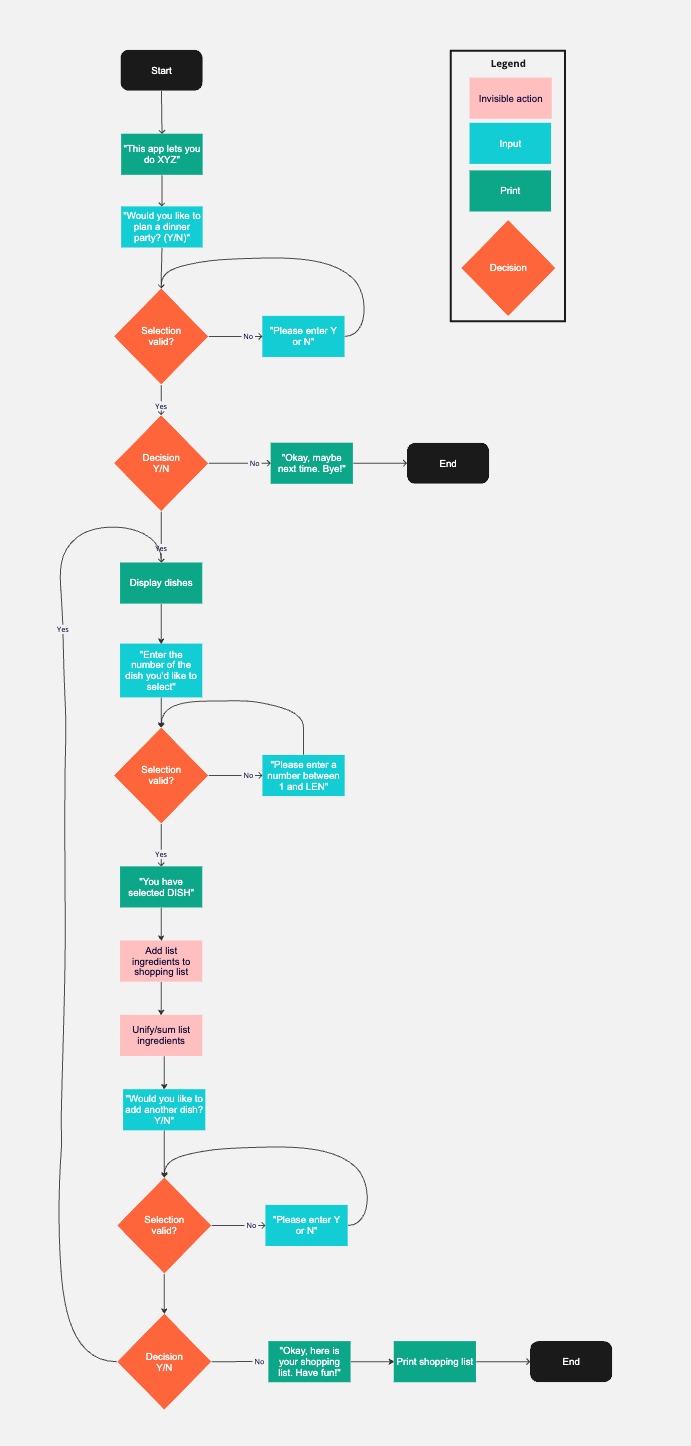 Start
Legend
Invisible action
Input
Print
Decision
"This app lets you
do XYZ"
"Would you like to
plan a dinner
party? (Y/N)"
Selection
valid?
No
"Please enter Y
or N"
Yes
Decision
Y/N
No
"Okay, maybe
next time. Bye!"
End
Yes
Display dishes
Yes
"Enter the
number of the
dish you'd like to
select"
Selection
valid?
No
"Please enter a
number between
1 and LEN"
Yes
"You have
selected DISH"
Add list
ingredients to
shopping list
Unify/sum list
ingredients
"Would you like to
add another dish?
Y/N"
Selection
valid?
No
"Please enter Y
or N"
Decision
Y/N
No
"Okay, here is
your shopping
list. Have fun!"
Print shopping list
End